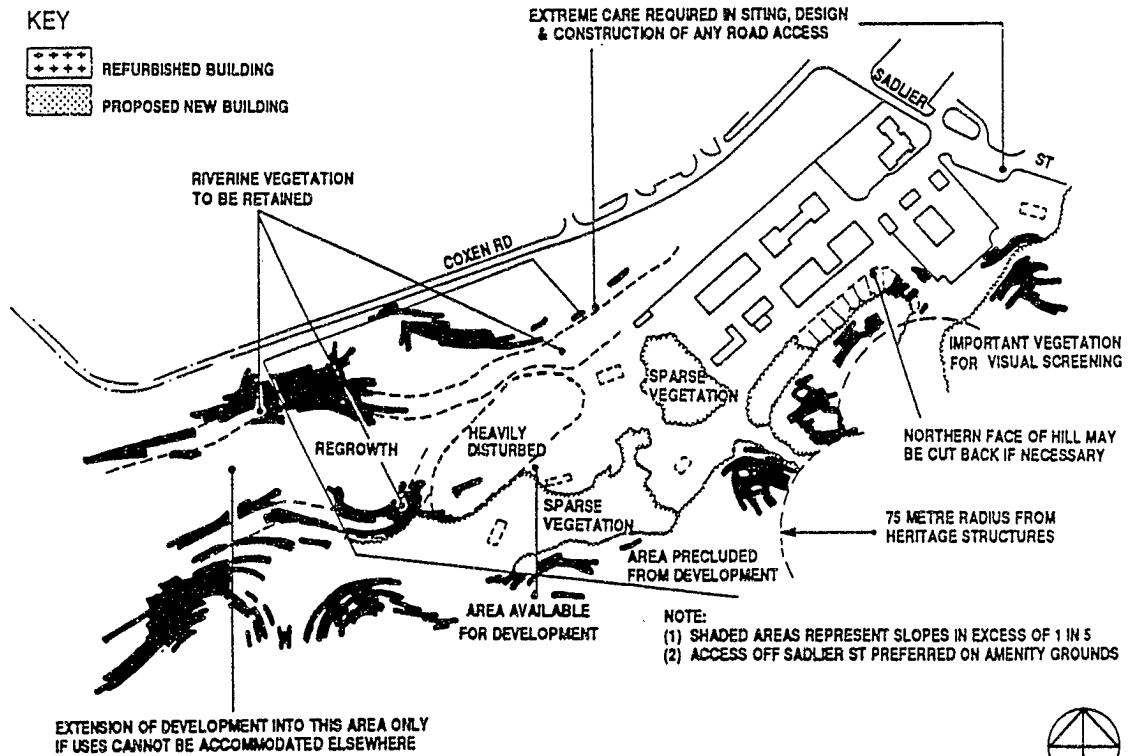 KEY
REFURBISHED BUILDING
PROPOSED NEW BUILDING
EXTREME CARE REQUIRED IN SITING, DESIGN
& CONSTRUCTION OF ANY ROAD ACCESS
SADLIER
ST
RIVERINE VEGETATION
TO BE RETAINED
COXEN RD
IMPORTANT VEGETATION
FOR VISUAL SCREENING
SPARSE
VEGETATION
REGROWTH
HEAVILY
DISTURBED
NORTHERN FACE OF HILL MAY
BE CUT BACK IF NECESSARY
SPARSE
VEGETATION
75 METRE RADIUS FROM
HERITAGE STRUCTURES
AREA PRECLUDED
FROM DEVELOPMENT
AREA AVAILABLE
FOR DEVELOPMENT
NOTE:
(1) SHADED AREAS REPRESENT SLOPES IN EXCESS OF 1 IN 5
(2) ACCESS OFF SADLIER ST PREFERRED ON AMENITY GROUNDS
EXTENSION OF DEVELOPMENT INTO THIS AREA ONLY
IF USES CANNOT BE ACCOMMODATED ELSEWHERE